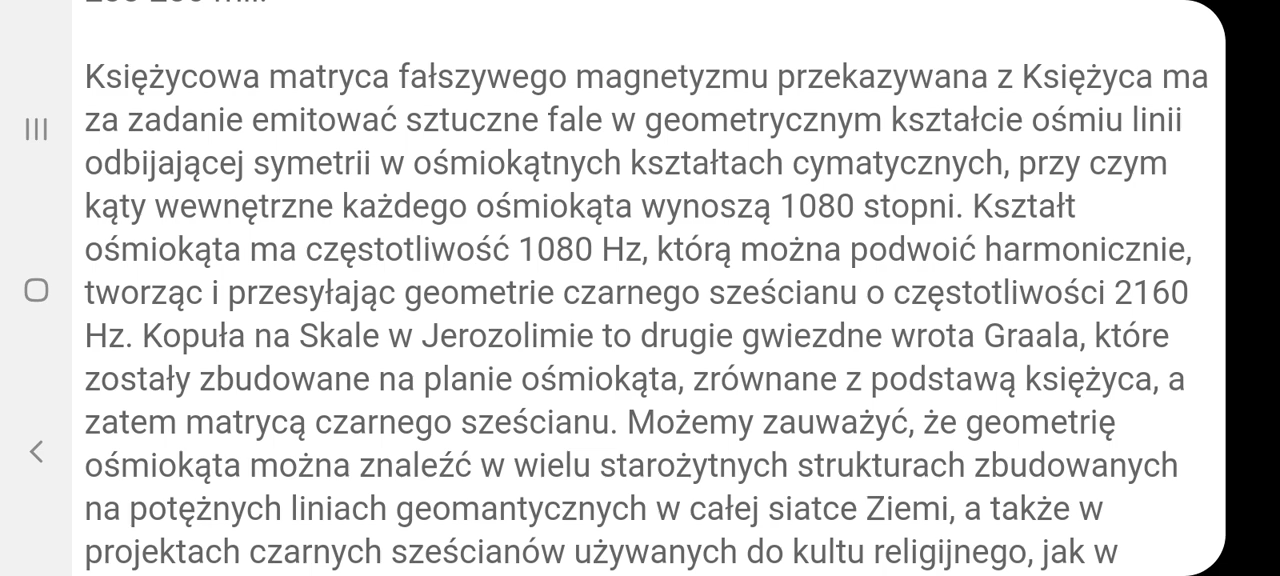 Księżycowa matryca fałszywego magnetyzmu przekazywana z Księżyca ma
za zadanie emitować sztuczne fale w geometrycznym kształcie ośmiu linii
odbijającej symetrii w ośmiokątnych kształtach cymatycznych, przy czym
kąty wewnętrzne każdego ośmiokąta wynoszą 1080 stopni. Kształt
ośmiokąta ma częstotliwość 1080 Hz, którą można podwoić harmonicznie,
tworząc i przesyłając geometrie czarnego sześcianu o częstotliwości 2160
Hz. Kopuła na Skale w Jerozolimie to drugie gwiezdne wrota Graala, które
zostały zbudowane na planie ośmiokąta, zrównane z podstawą księżyca, a
zatem matrycą czarnego sześcianu. Możemy zauważyć, że geometrię
ośmiokąta można znaleźć w wielu starożytnych strukturach zbudowanych
na potężnych liniach geomantycznych w całej siatce Ziemi, a także w
projektach czarnych sześcianów używanych do kultu religijnego, jak w